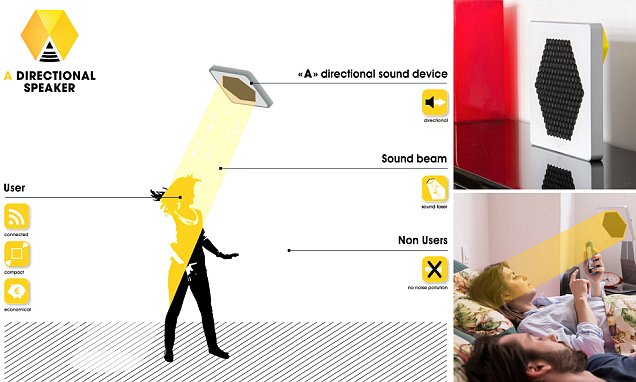 A DIRECTIONAL
SPEAKER
«A» directional sound device
directional
Sound beam
sound laser
User
connected
compact
economical
Non Users
no noise pollution